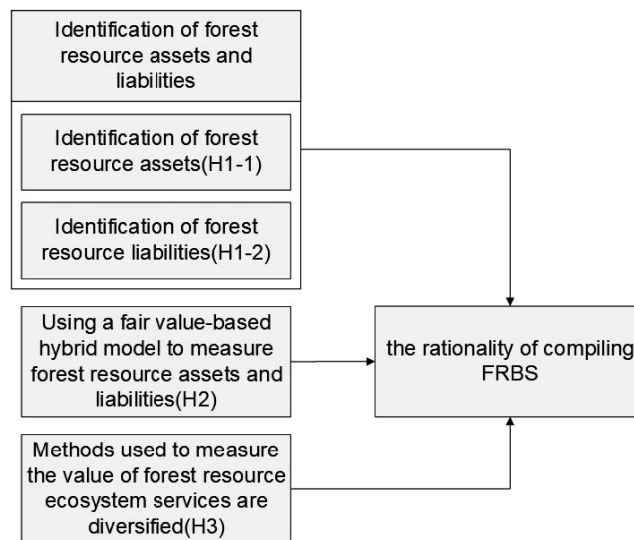 Identification of forest
resource assets and
liabilities
Identification of forest
resource assets(H1-1)
Identification of forest
resource liabilities(H1-2)
Using a fair value-based
hybrid model to measure
forest resource assets and
liabilities(H2)
the rationality of compiling
FRBS
Methods used to measure
the value of forest resource
ecosystem services are
diversified(H3)